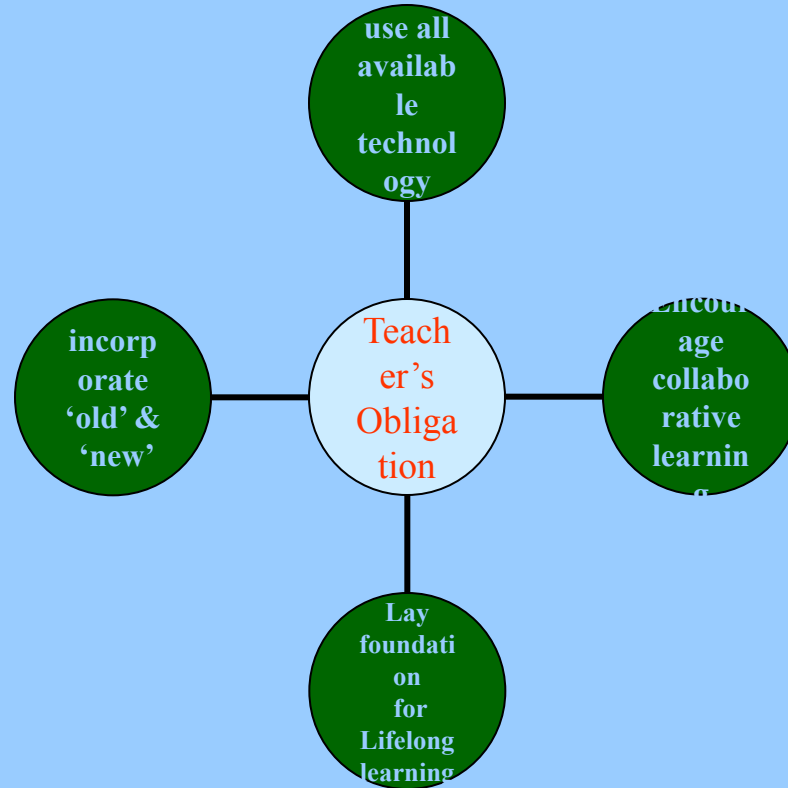 use all
availab
le
technol
ogy
incorp
orate
‘old’ &
‘new’
Teach
er’s
Obliga
tion
Encour
age
collabo
rative
learnin
g
Lay
foundati
on
for
Lifelong
learning